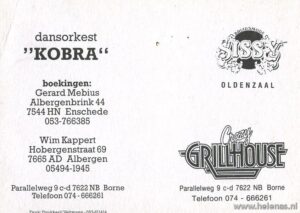 dansorkest
"KOBRA"
boekingen:
Gerard Mebius
Albergenbrink 44
7544 HN Enschede
053-766385
Wim Kappert
Hobergenstraat 69
7665 AD Albergen
05494-1945
Parallelweg 9 c-d 7622 NB Borne
Telefoon 074 - 666261
OLDENZAAL
Crazy
GRILLHOUSE
Parallelweg 9 c-d 7622 NB Borne
Telefoon 074 - 666261
www.helenas.nl